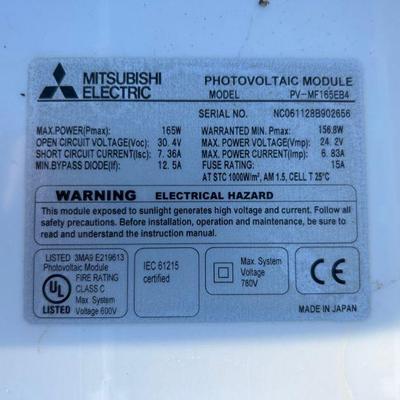 MITSUBISHI ELECTRIC
PHOTOVOLTAIC MODULE
MODEL PV-MF165EB4
SERIAL NO. NC061128B902656
MAX.POWER(Pmax) 165W
OPEN CIRCUIT VOLTAGE(Voc) 30.4V
SHORT CIRCUIT CURRENT(Isc) 7.36A
MIN.BYPASS DIODE(If) 12.5A
WARRANTED MIN. Pmax: 156.8W
MAX.POWER VOLTAGE(Vmp) 24.2V
MAX.POWER CURRENT(Imp) 6.83A
FUSE RATING: 15A
AT STC 1000W/m², AM 1.5, CELL T 25°C
WARNING ELECTRICAL HAZARD
This module exposed to sunlight generates high voltage and current. Follow all
safety precautions. Before installation, operation and maintenance, be sure to
read and understand the instruction manual.
LISTED 3MA9 E219613
Photovoltaic Module
FIRE RATING
CLASS C
Max. System
Voltage 600V
UL
LISTED
IEC 61215
certified
Max. System
Voltage
780V
CE
MADE IN JAPAN